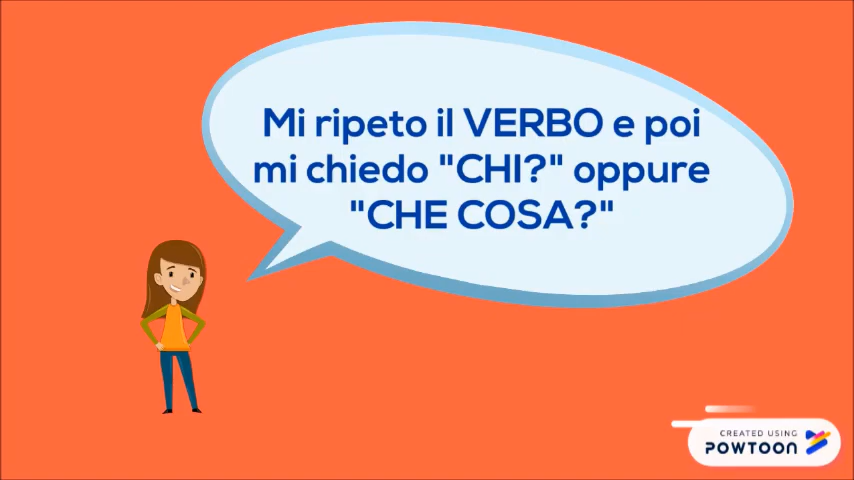 Mi ripeto il VERBO e poi
mi chiedo "CHI?" oppure
"CHE COSA?"
CREATED USING
POWTOON